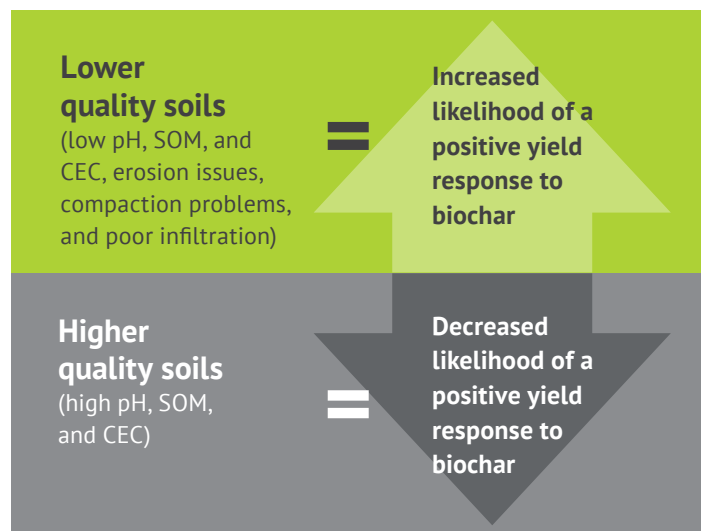 Lower
quality soils
(low pH, SOM, and
CEC, erosion issues,
compaction problems,
and poor infiltration)
=
Increased
likelihood of a
positive yield
response to
biochar
Higher
quality soils
(high pH, SOM,
and CEC)
=
Decreased
likelihood of a
positive yield
response to
biochar